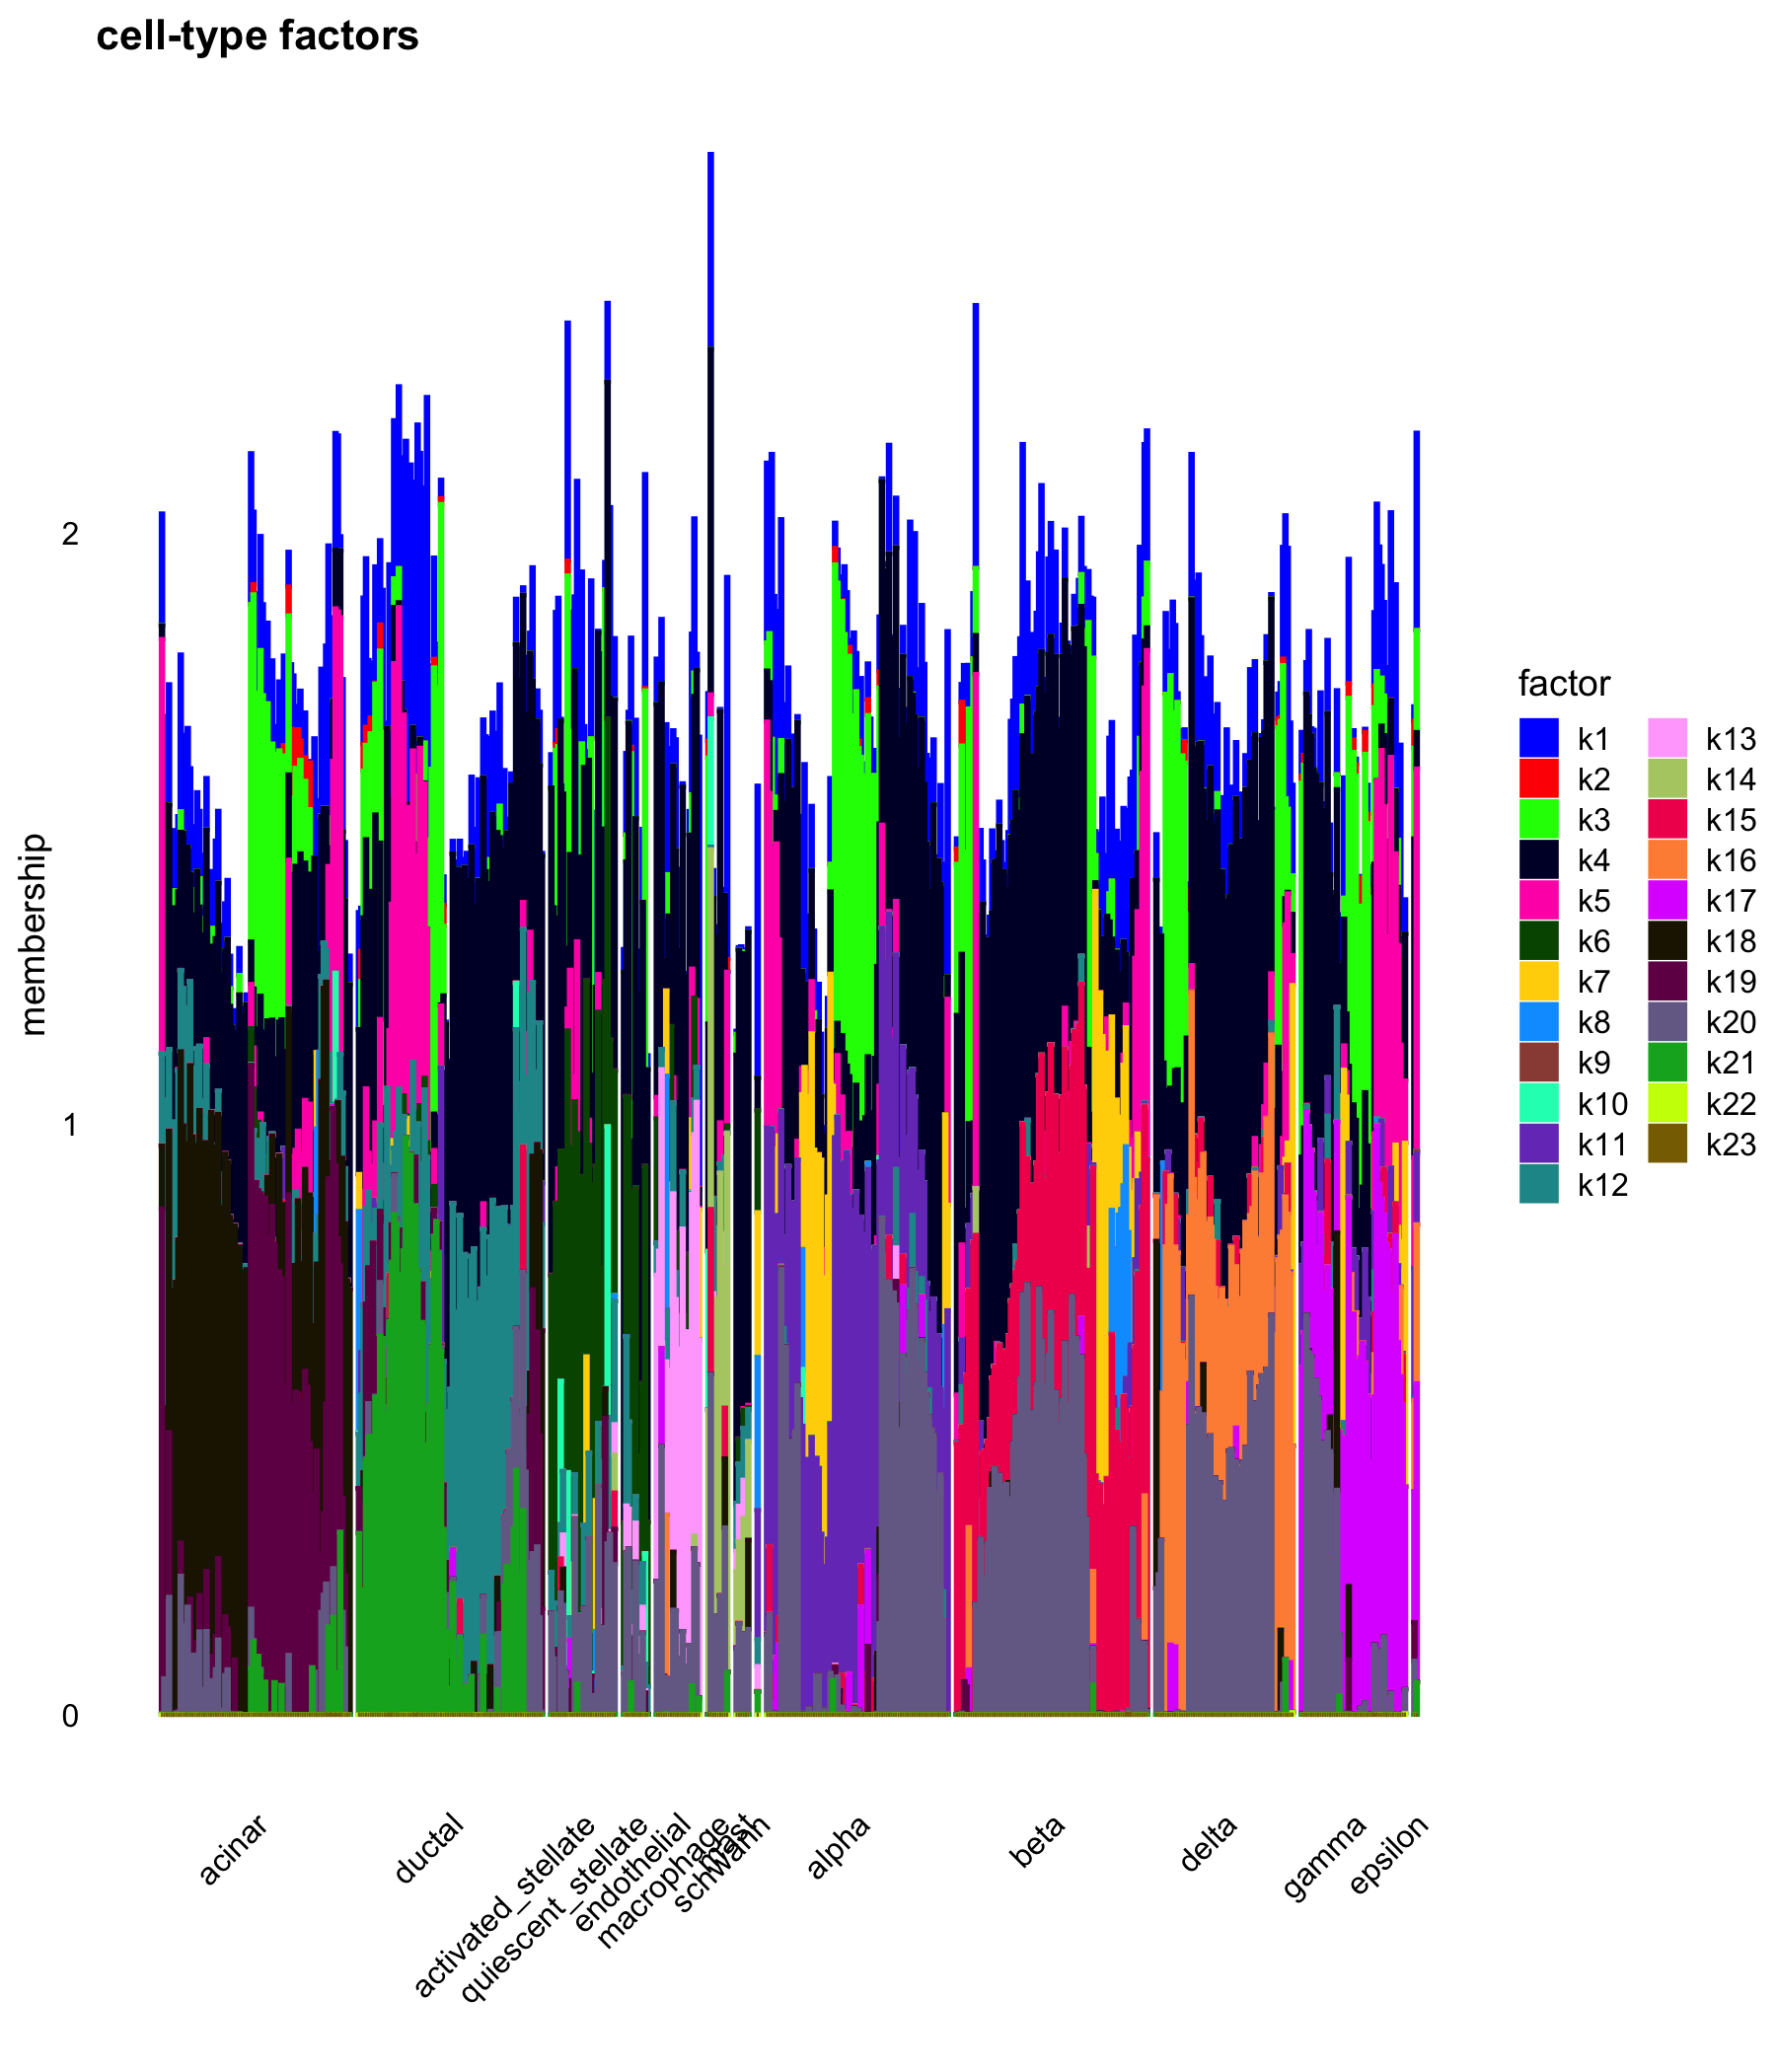 cell-type factors
membership
2
1
0
acinar
ductal
activated_stellate
quiescent_stellate
endothelial
macrophage
mast
schwann
alpha
beta
delta
gamma
epsilon
factor
k1
k2
k3
k4
k5
k6
k7
k8
k9
k10
k11
k12
k13
k14
k15
k16
k17
k18
k19
k20
k21
k22
k23